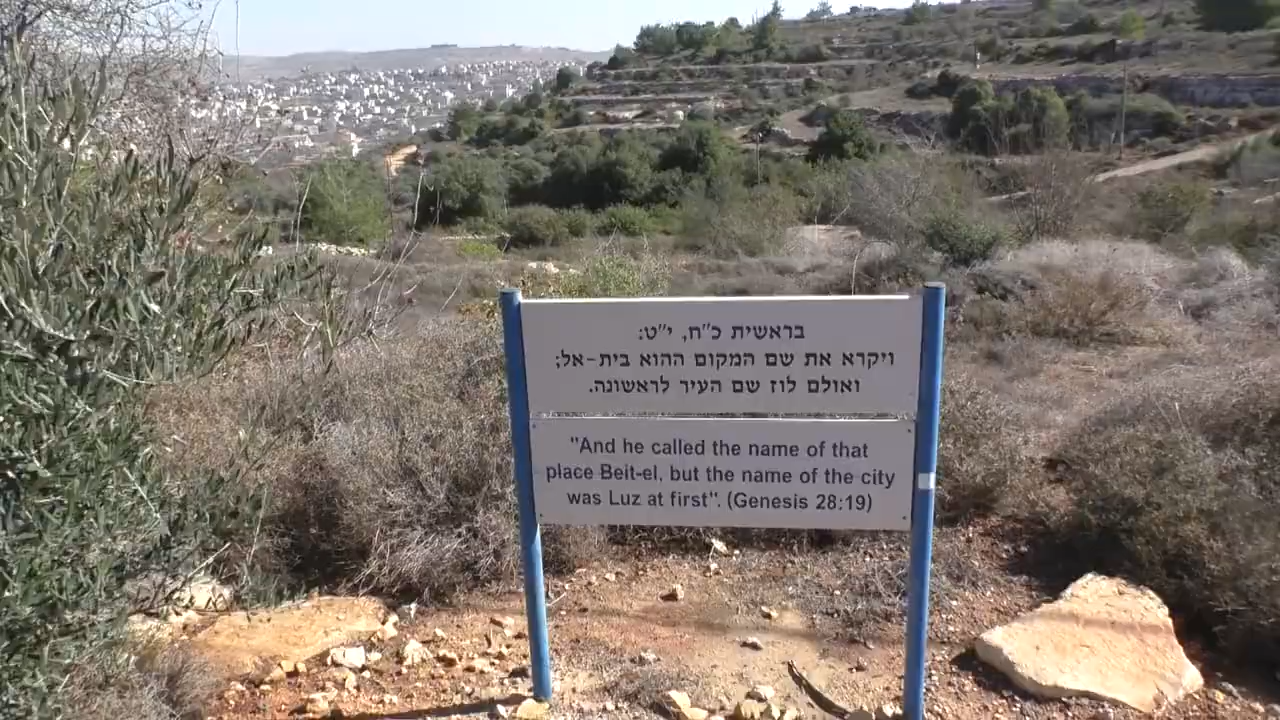 בראשית כ"ח, י"ט:
ויקרא את שם המקום ההוא בית-אל;
ואולם לוז שם העיר לראשונה.
"And he called the name of that
place Beit-el, but the name of the city
was Luz at first". (Genesis 28:19)